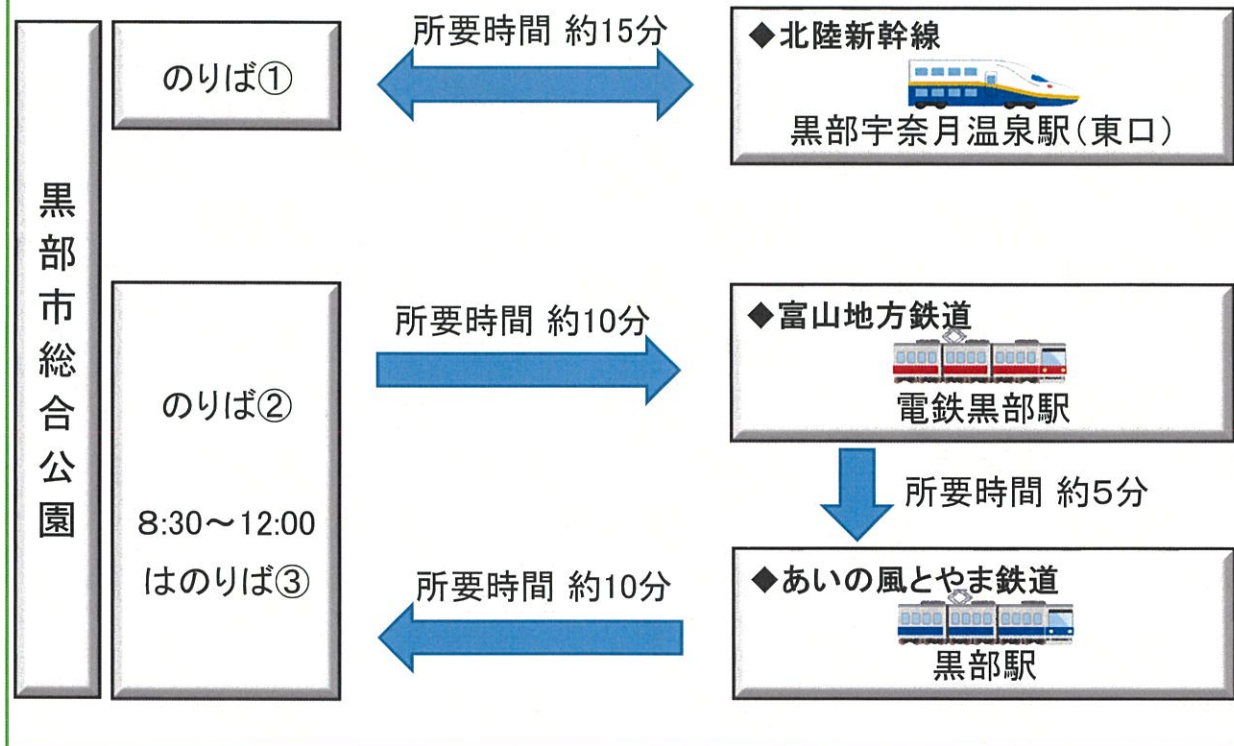 黒部市総合公園
のりば①
所要時間 約15分
◆北陸新幹線
黒部宇奈月温泉駅(東口)
のりば②
8:30～12:00
はのりば③
所要時間 約10分
◆富山地方鉄道
電鉄黒部駅
所要時間 約5分
所要時間 約10分
◆あいの風とやま鉄道
黒部駅